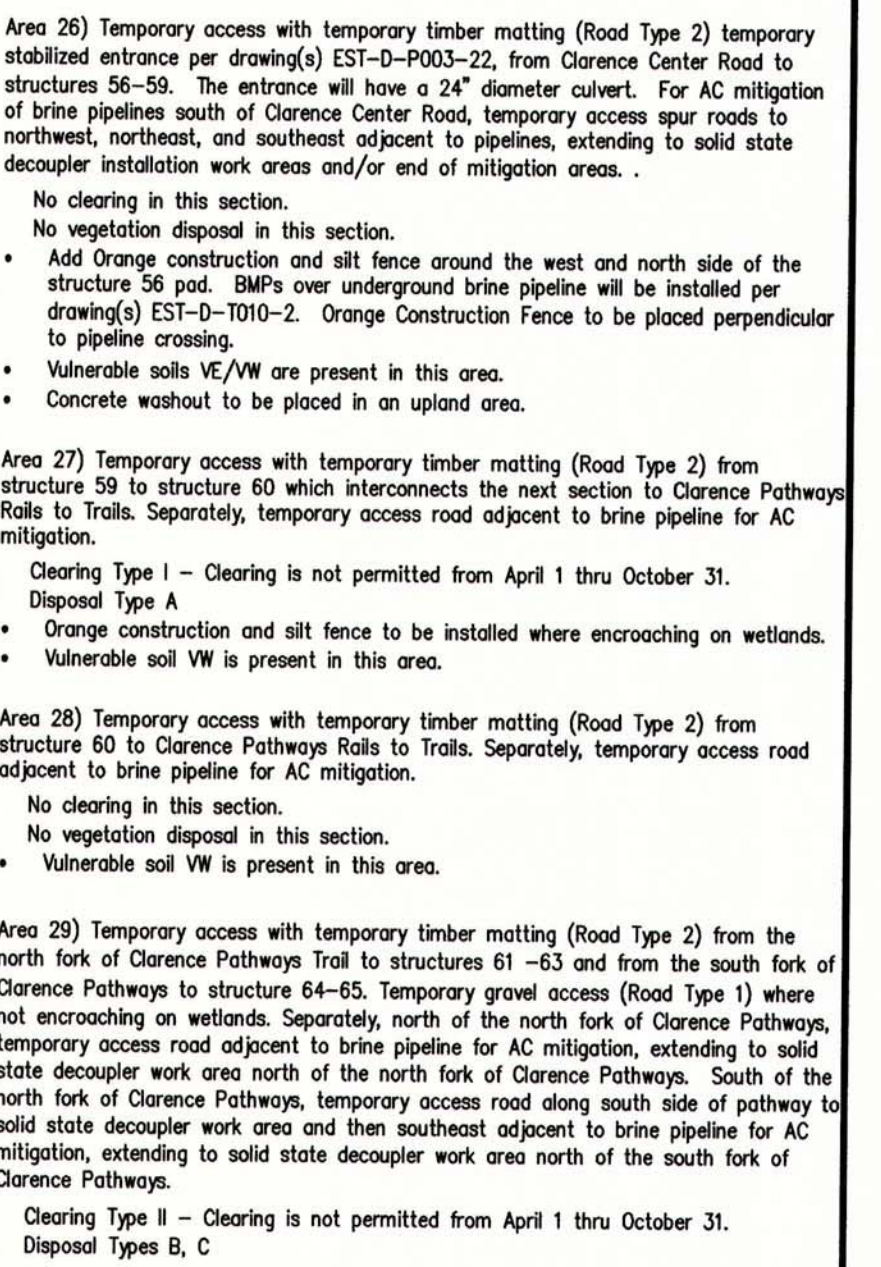 Area 26) Temporary access with temporary timber matting (Road Type 2) temporary
stabilized entrance per drawing(s) EST-D-P003-22, from Clarence Center Road to
structures 56-59. The entrance will have a 24" diameter culvert. For AC mitigation
of brine pipelines south of Clarence Center Road, temporary access spur roads to
northwest, northeast, and southeast adjacent to pipelines, extending to solid state
decoupler installation work areas and/or end of mitigation areas. .
No clearing in this section.
No vegetation disposal in this section.
• Add Orange construction and silt fence around the west and north side of the
structure 56 pad. BMPs over underground brine pipeline will be installed per
drawing(s) EST-D-T010-2. Orange Construction Fence to be placed perpendicular
to pipeline crossing.
• Vulnerable soils VE/VW are present in this area.
• Concrete washout to be placed in an upland area.
Area 27) Temporary access with temporary timber matting (Road Type 2) from
structure 59 to structure 60 which interconnects the next section to Clarence Pathways
Rails to Trails. Separately, temporary access road adjacent to brine pipeline for AC
mitigation.
Clearing Type I - Clearing is not permitted from April 1 thru October 31.
Disposal Type A
• Orange construction and silt fence to be installed where encroaching on wetlands.
• Vulnerable soil VW is present in this area.
Area 28) Temporary access with temporary timber matting (Road Type 2) from
structure 60 to Clarence Pathways Rails to Trails. Separately, temporary access road
adjacent to brine pipeline for AC mitigation.
No clearing in this section.
No vegetation disposal in this section.
• Vulnerable soil VW is present in this area.
Area 29) Temporary access with temporary timber matting (Road Type 2) from the
north fork of Clarence Pathways Trail to structures 61 -63 and from the south fork of
Clarence Pathways to structure 64-65. Temporary gravel access (Road Type 1) where
not encroaching on wetlands. Separately, north of the north fork of Clarence Pathways,
temporary access road adjacent to brine pipeline for AC mitigation, extending to solid
state decoupler work area north of the north fork of Clarence Pathways. South of the
north fork of Clarence Pathways, temporary access road along south side of pathway to
solid state decoupler work area and then southeast adjacent to brine pipeline for AC
mitigation, extending to solid state decoupler work area north of the south fork of
Clarence Pathways.
Clearing Type II - Clearing is not permitted from April 1 thru October 31.
Disposal Types B, C